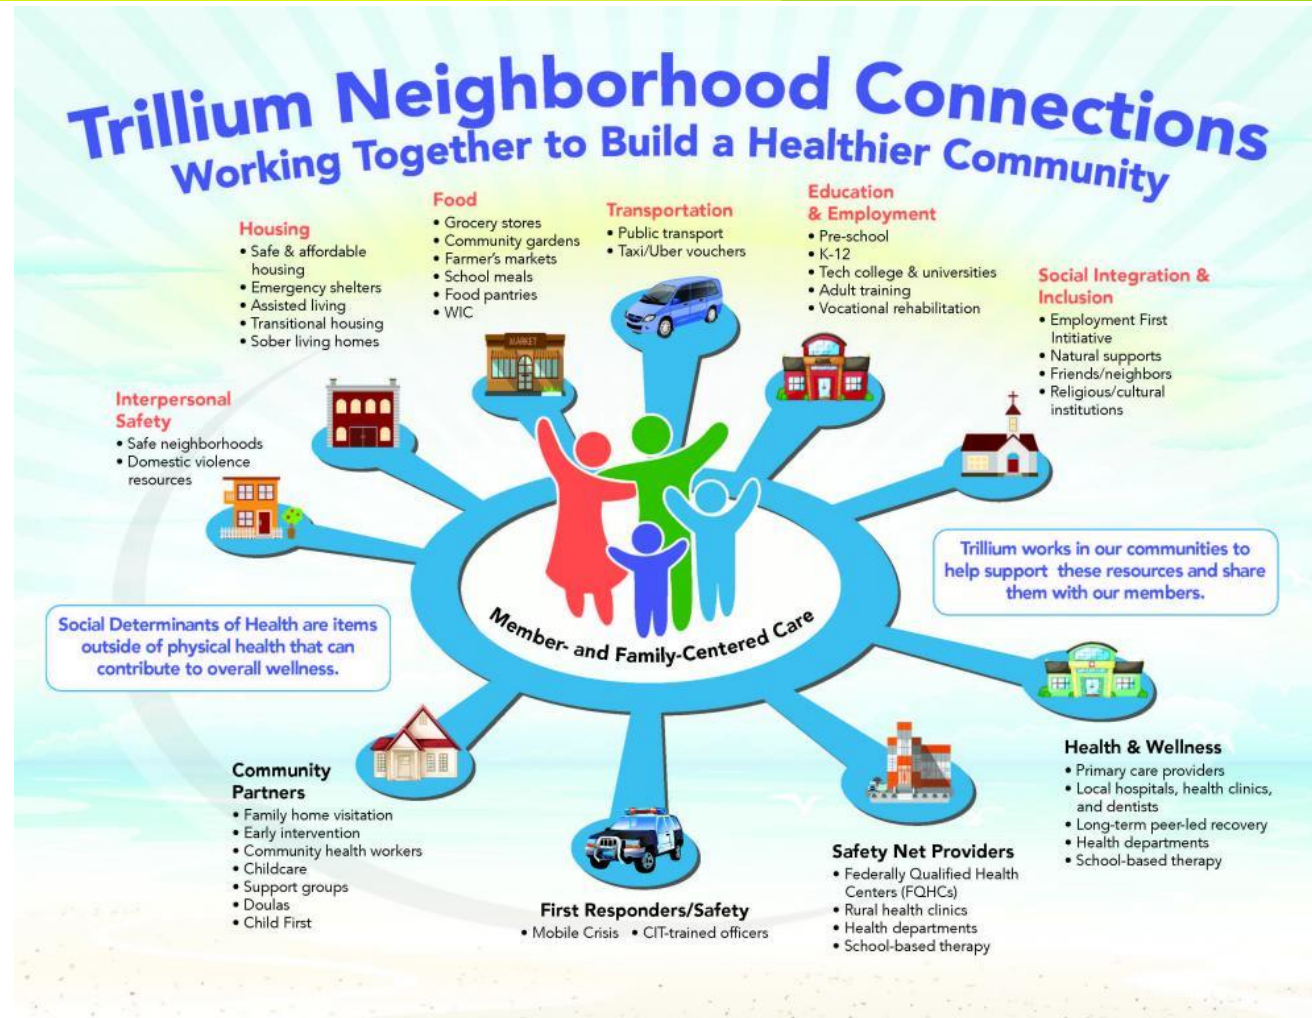 Trillium Neighborhood Connections
Working Together to Build a Healthier Community
Interpersonal
Safety
• Safe neighborhoods
• Domestic violence
resources
Housing
• Safe & affordable
housing
• Emergency shelters
• Assisted living
• Transitional housing
• Sober living homes
Food
• Grocery stores
• Community gardens
• Farmer's markets
• School meals
• Food pantries
• WIC
MARKET
Transportation
• Public transport
• Taxi/Uber vouchers
Education
& Employment
• Pre-school
• K-12
• Tech college & universities
• Adult training
• Vocational rehabilitation
Social Integration &
Inclusion
• Employment First
Intitiative
• Natural supports
• Friends/neighbors
• Religious/cultural
institutions
Trillium works in our communities to
help support these resources and share
them with our members.
Social Determinants of Health are items
outside of physical health that can
contribute to overall wellness.
Member- and Family-Centered Care
Community
Partners
• Family home visitation
• Early intervention
• Community health workers
• Childcare
• Support groups
• Doulas
• Child First
First Responders/Safety
• Mobile Crisis • CIT-trained officers
Safety Net Providers
• Federally Qualified Health
Centers (FQHCs)
• Rural health clinics
• Health departments
• School-based therapy
Health & Wellness
• Primary care providers
• Local hospitals, health clinics,
and dentists
• Long-term peer-led recovery
• Health departments
• School-based therapy